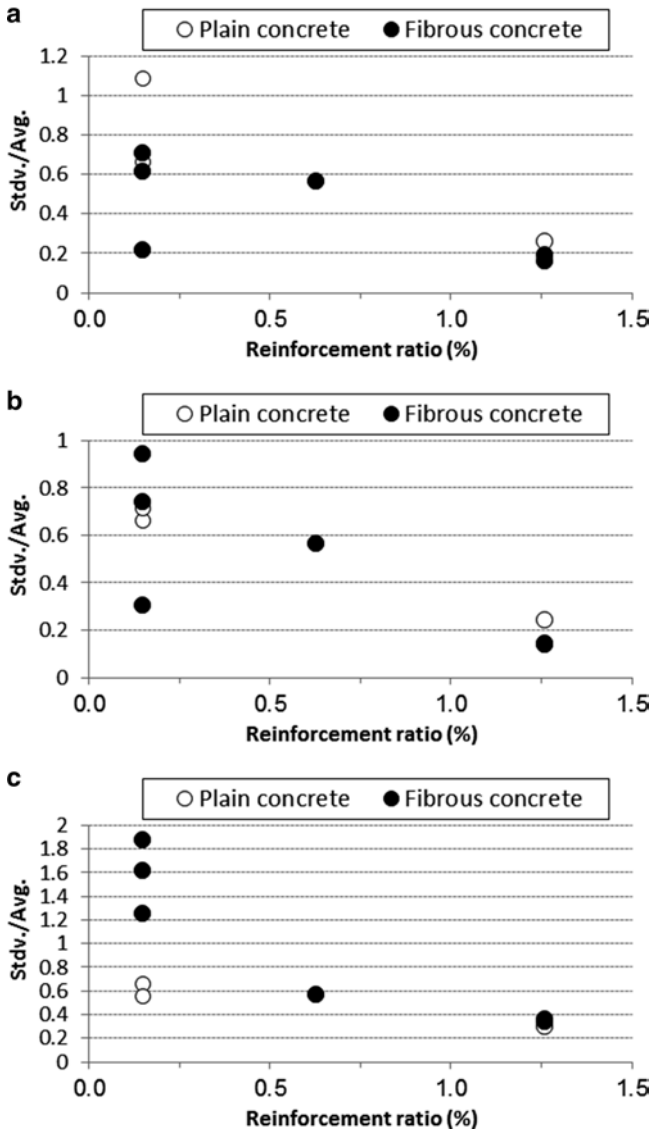 a
Plain concrete Fibrous concrete
Stdv./Avg.
1.2
1
0.8
0.6
0.4
0.2
0
0.0 0.5 1.0 1.5
Reinforcement ratio (%)
b
Plain concrete Fibrous concrete
Stdv./Avg.
1
0.8
0.6
0.4
0.2
0
0.0 0.5 1.0 1.5
Reinforcement ratio (%)
c
Plain concrete Fibrous concrete
Stdv./Avg.
2
1.8
1.6
1.4
1.2
1
0.8
0.6
0.4
0.2
0
0.0 0.5 1.0 1.5
Reinforcement ratio (%)